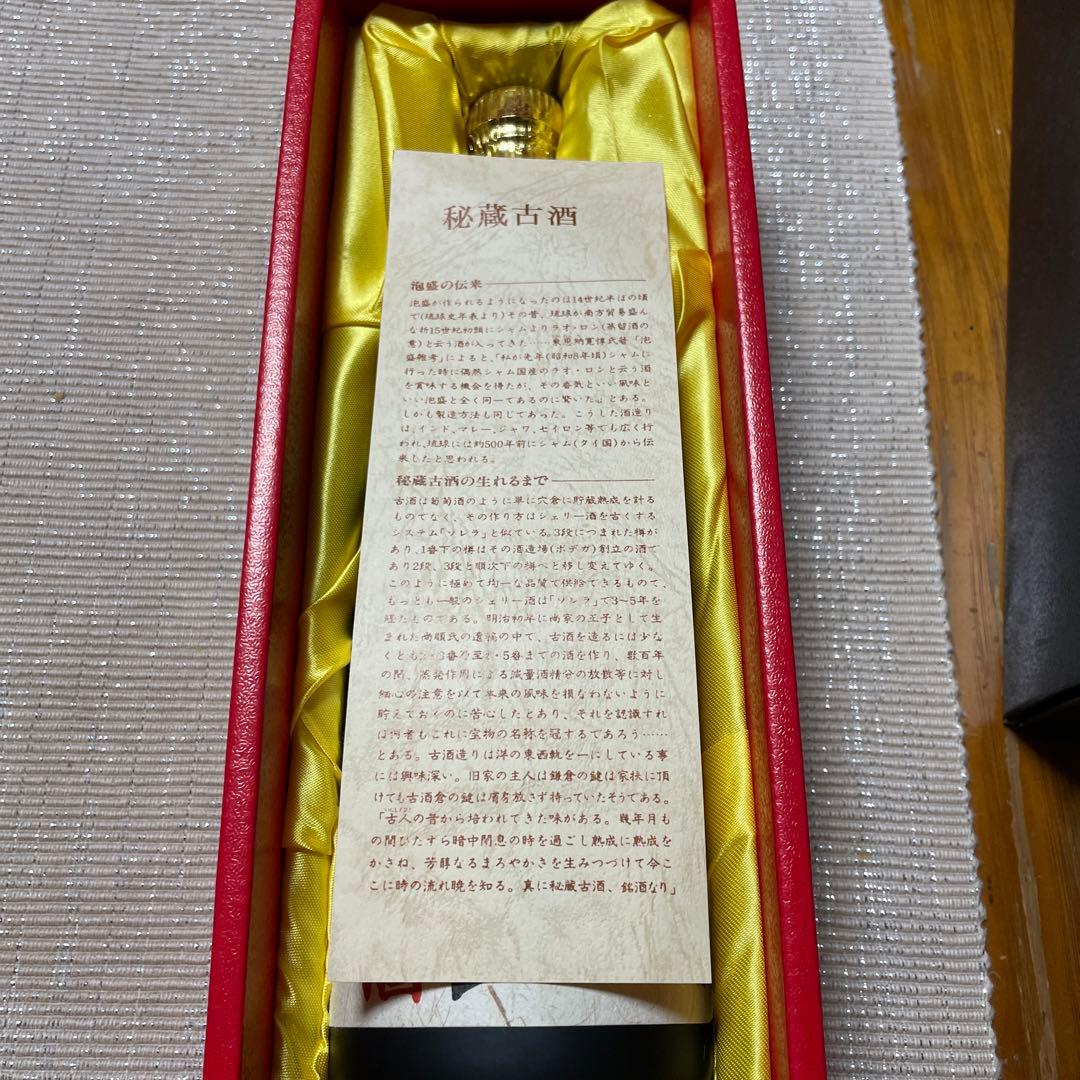 秘蔵古酒
泡盛の伝来
泡盛が作られるようになったのは14世紀半ばの頃
で(琉球史年表より)その昔、琉球が南方貿易盛ん
な折15世紀初頭にシャムよりラオ・ロン(蒸留酒の
意)と云う酒が入ってきた……東恩納寛惇氏著「泡
盛雑考」によると、「私が先年(昭和8年頃)シャムに
行った時に偶然シャム国産のラオ・ロンと云う酒
を賞味する機会を得たが、その香気といい風味と
いい泡盛と全く同一であるのに驚いた。」とある。
しかも製造方法も同じであった。こうした酒造り
は、インド、マレー、ジャワ、セイロン等でも広く行
われ、琉球には約500年前にシャム(タイ国)から伝
来したと思われる。
秘蔵古酒の生れるまで
古酒は葡萄酒のように単に穴倉に貯蔵熟成を計る
ものでなく、その作り方はシェリー酒を古くする
システム「ソレラ」と似ている。3段につまれた樽が
あり、1番下の樽はその酒造場(ボデガ)創立の酒で
あり2段、3段と順次下の樽へと移し変えてゆく。
このように極めて均一な品質で供給できるもので、
もっとも一般のシェリー酒は「ソレラ」で3〜5年を
経たものである。明治初年に尚家の王子として生
まれた尚順氏の遺稿の中で、古酒を造るには少な
くとも・3番乃至・5番までの酒を作り、数百年
の間、蒸発作用による減量酒精分の放散等に対し
細心の注意を以て本来の風味を損なわないように
貯えておくのに苦心したとあり、それを認識すれ
ば何者もこれに宝物の名称を冠するであろう……
とある。古酒造りは洋の東西軌を一にしている事
には興味深い。旧家の主人は鎌倉の鍵は家扶に頂
けても古酒倉の鍵は肩身放さず持っていたそうである。
「古人の昔から培われてきた味がある。幾年月も
の間ひたすら暗中閉息の時を過ごし熟成に熟成を
かさね、芳醇なるまろやかさを生みつづけて今こ
こに時の流れ暁を知る。真に秘蔵古酒、銘酒なり」
酒